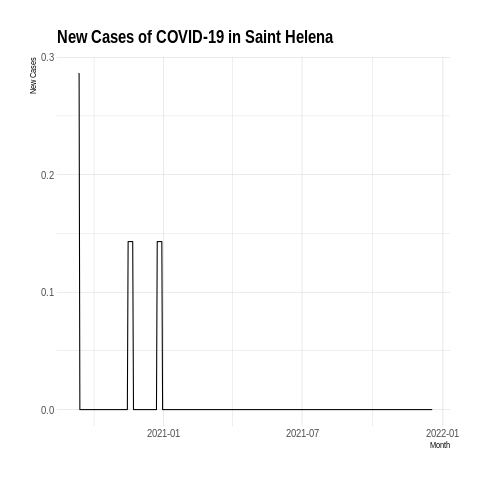 New Cases of COVID-19 in Saint Helena
New Cases
0.3
0.2
0.1
0.0
2021-01
2021-07
2022-01
Month